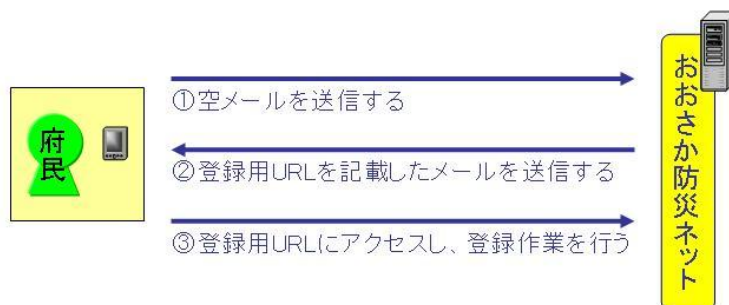 府民
①空メールを送信する
②登録用URLを記載したメールを送信する
③登録用URLにアクセスし、登録作業を行う
おおさか防災ネット